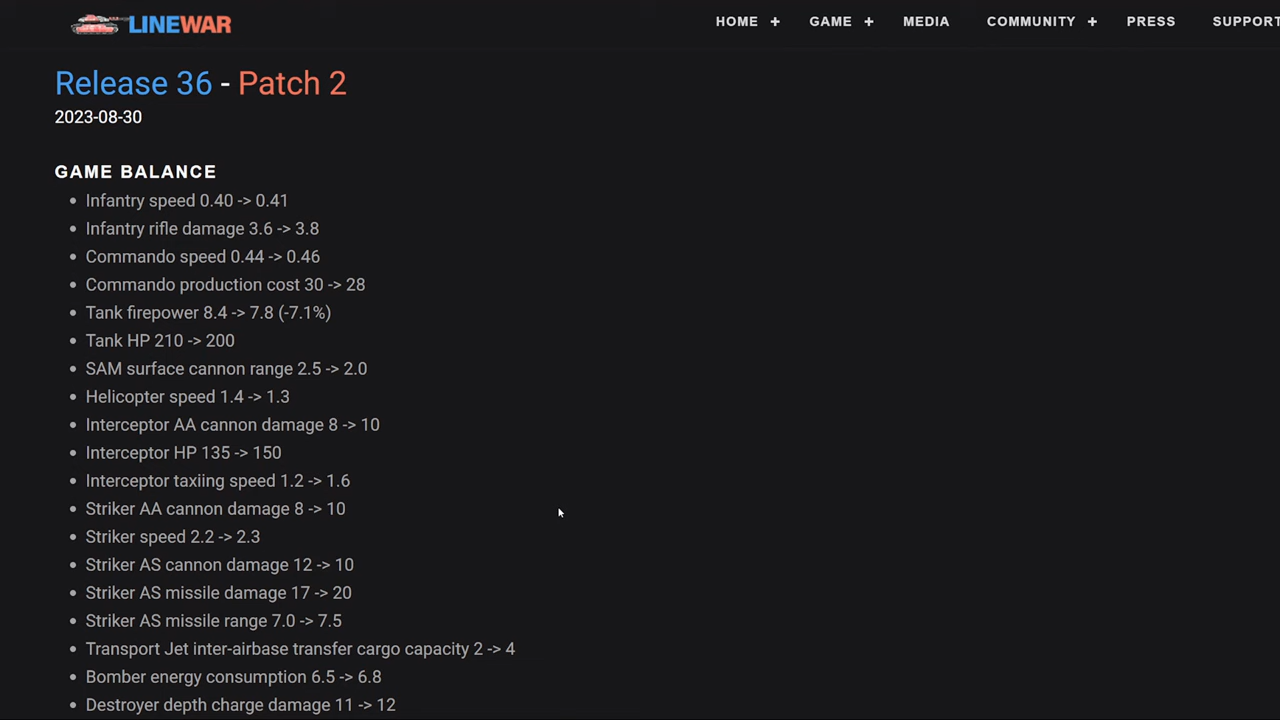 LINEWAR
HOME + GAME + MEDIA COMMUNITY + PRESS SUPPORT
Release 36 - Patch 2
2023-08-30
GAME BALANCE
• Infantry speed 0.40 -> 0.41
• Infantry rifle damage 3.6 -> 3.8
• Commando speed 0.44 -> 0.46
• Commando production cost 30 -> 28
• Tank firepower 8.4 -> 7.8 (-7.1%)
• Tank HP 210 -> 200
• SAM surface cannon range 2.5 -> 2.0
• Helicopter speed 1.4 -> 1.3
• Interceptor AA cannon damage 8 -> 10
• Interceptor HP 135 -> 150
• Interceptor taxiing speed 1.2 -> 1.6
• Striker AA cannon damage 8 -> 10
• Striker speed 2.2 -> 2.3
• Striker AS cannon damage 12 -> 10
• Striker AS missile damage 17 -> 20
• Striker AS missile range 7.0 -> 7.5
• Transport Jet inter-airbase transfer cargo capacity 2 -> 4
• Bomber energy consumption 6.5 -> 6.8
• Destroyer depth charge damage 11 -> 12